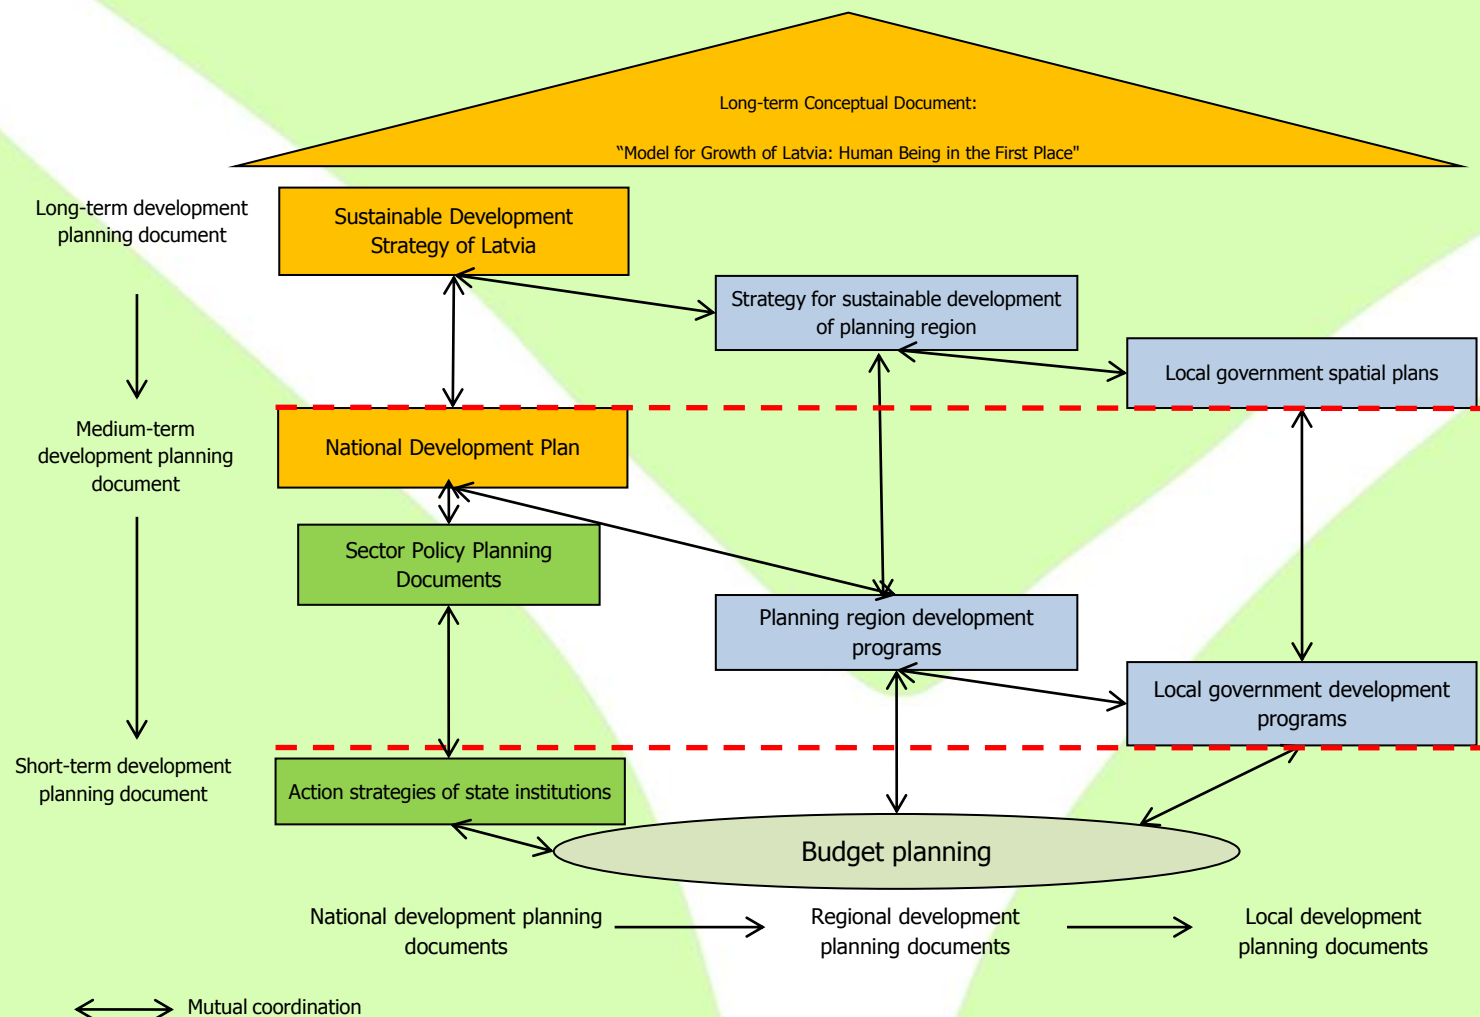 Long-term Conceptual Document:
“Model for Growth of Latvia: Human Being in the First Place"
Long-term development
planning document
Sustainable Development
Strategy of Latvia
Strategy for sustainable development
of planning region
Local government spatial plans
Medium-term
development planning
document
National Development Plan
Sector Policy Planning
Documents
Planning region development
programs
Local government development
programs
Short-term development
planning document
Action strategies of state institutions
Budget planning
National development planning
documents
Regional development
planning documents
Local development
planning documents
Mutual coordination